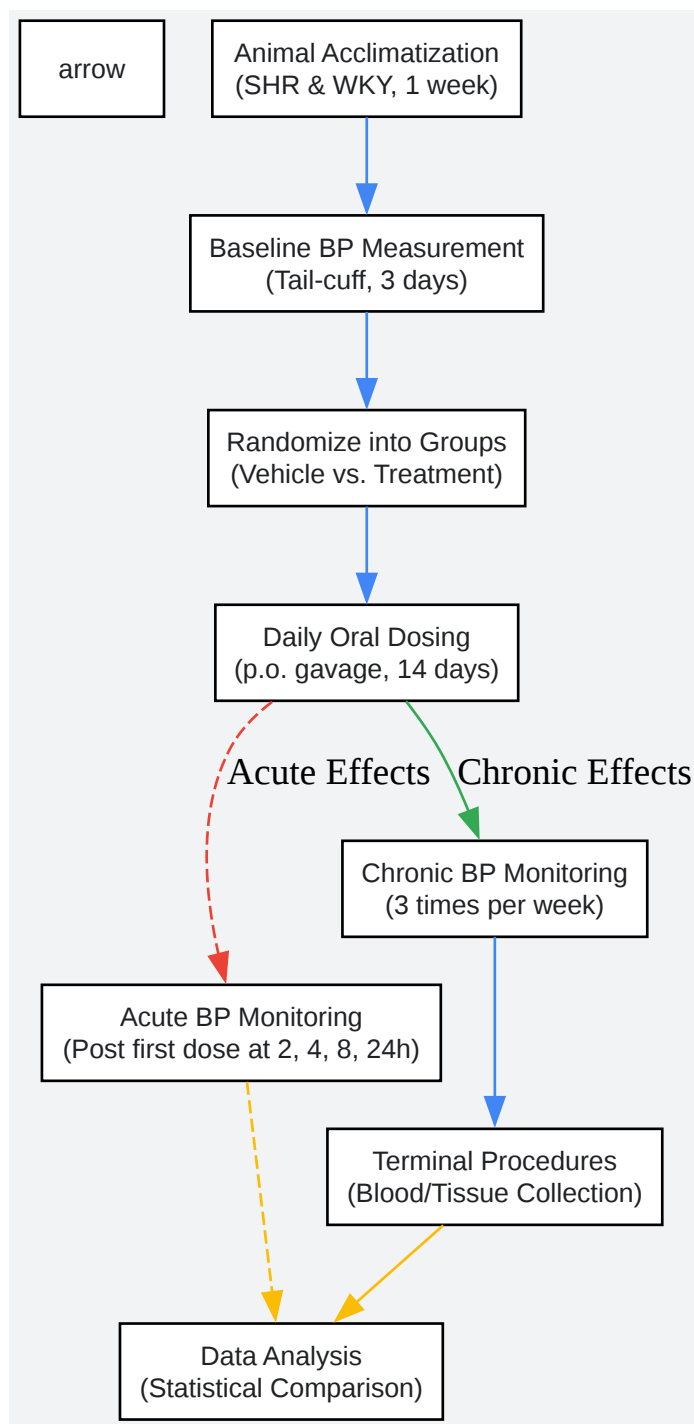 arrow
Animal Acclimatization
(SHR & WKY, 1 week)
Baseline BP Measurement
(Tail-cuff, 3 days)
Randomize into Groups
(Vehicle vs. Treatment)
Daily Oral Dosing
(p.o. gavage, 14 days)
Acute Effects
Chronic Effects
Chronic BP Monitoring
(3 times per week)
Acute BP Monitoring
(Post first dose at 2, 4, 8, 24h)
Terminal Procedures
(Blood/Tissue Collection)
Data Analysis
(Statistical Comparison)